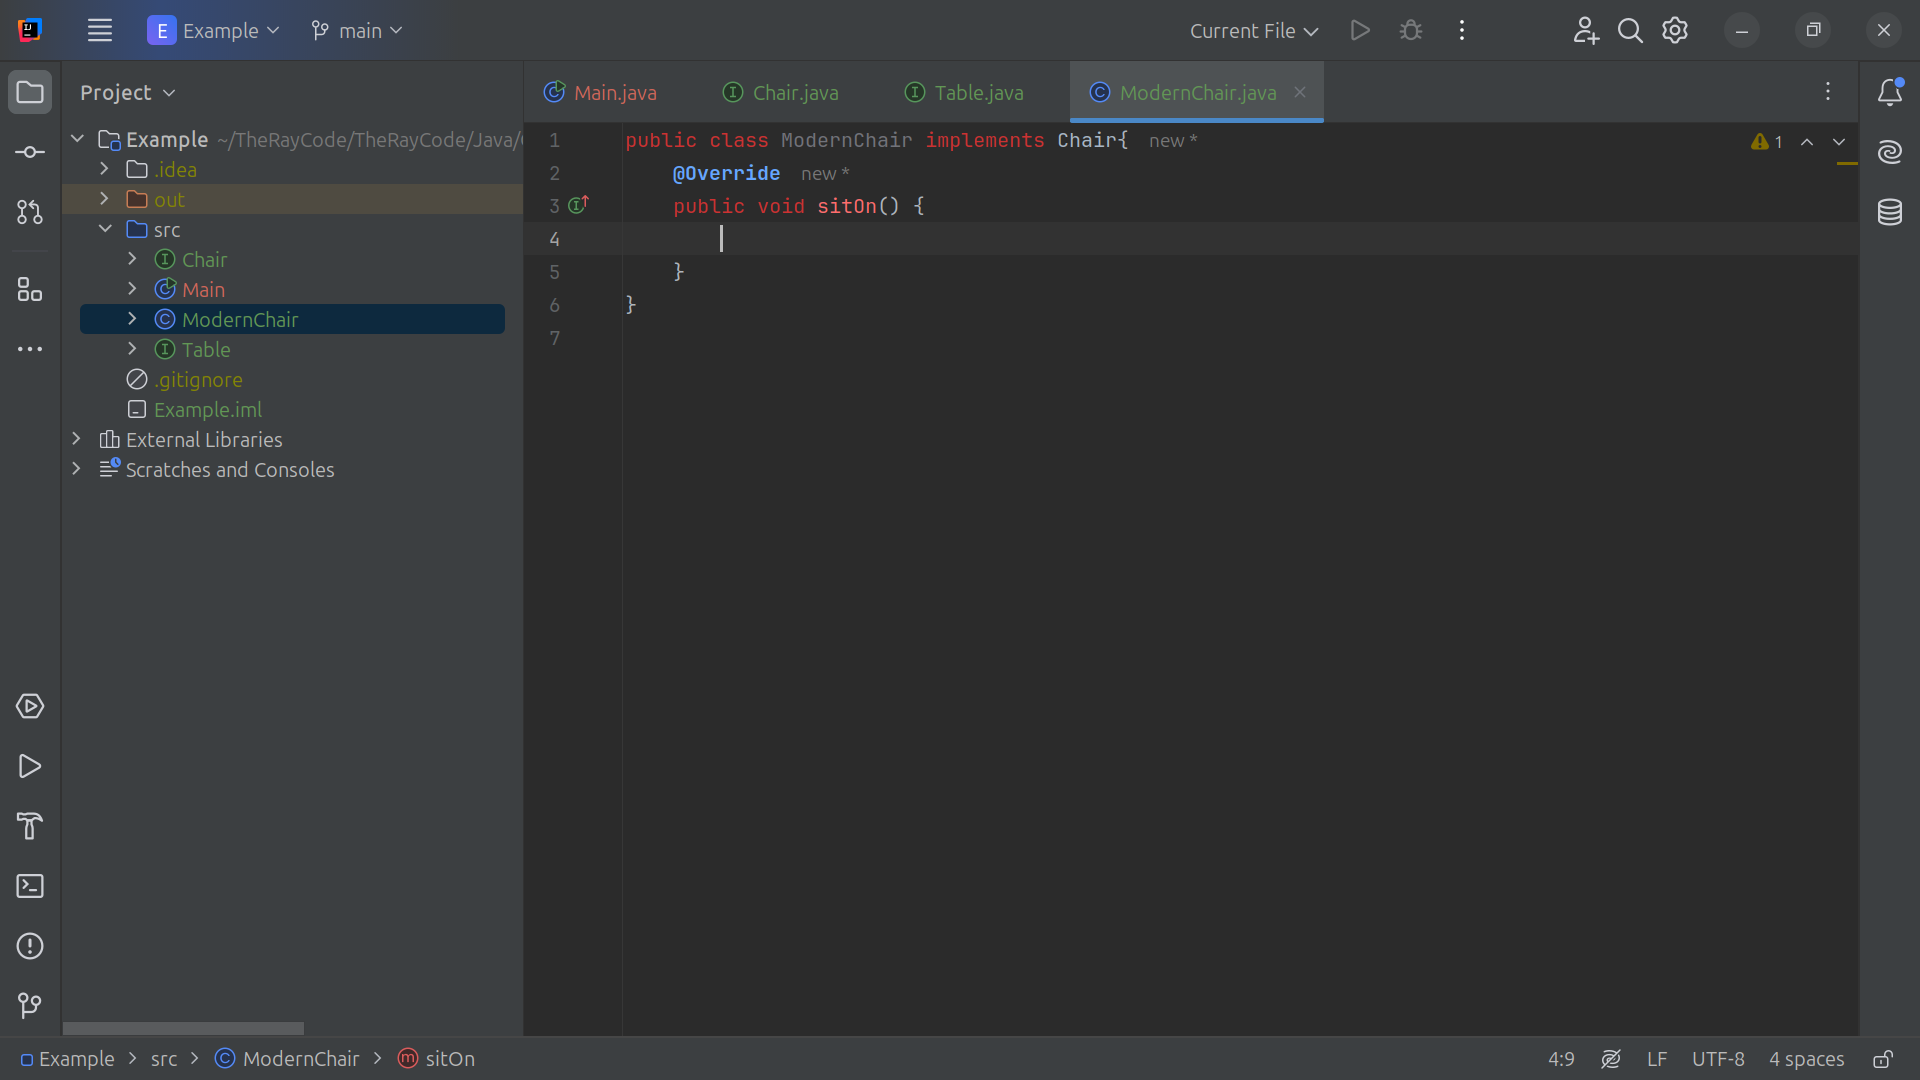 E Example main Current File
Project
Main.java Chair.java Table.java ModernChair.java
Example ~/TheRayCode/TheRayCode/Java/
.idea
out
src
Chair
Main
ModernChair
Table
.gitignore
Example.iml
External Libraries
Scratches and Consoles
1 public class ModernChair implements Chair{ new *
2 @Override new *
3 public void sitOn() {
4
5 }
6 }
7
1
Example src ModernChair sitOn 4:9 LF UTF-8 4 spaces